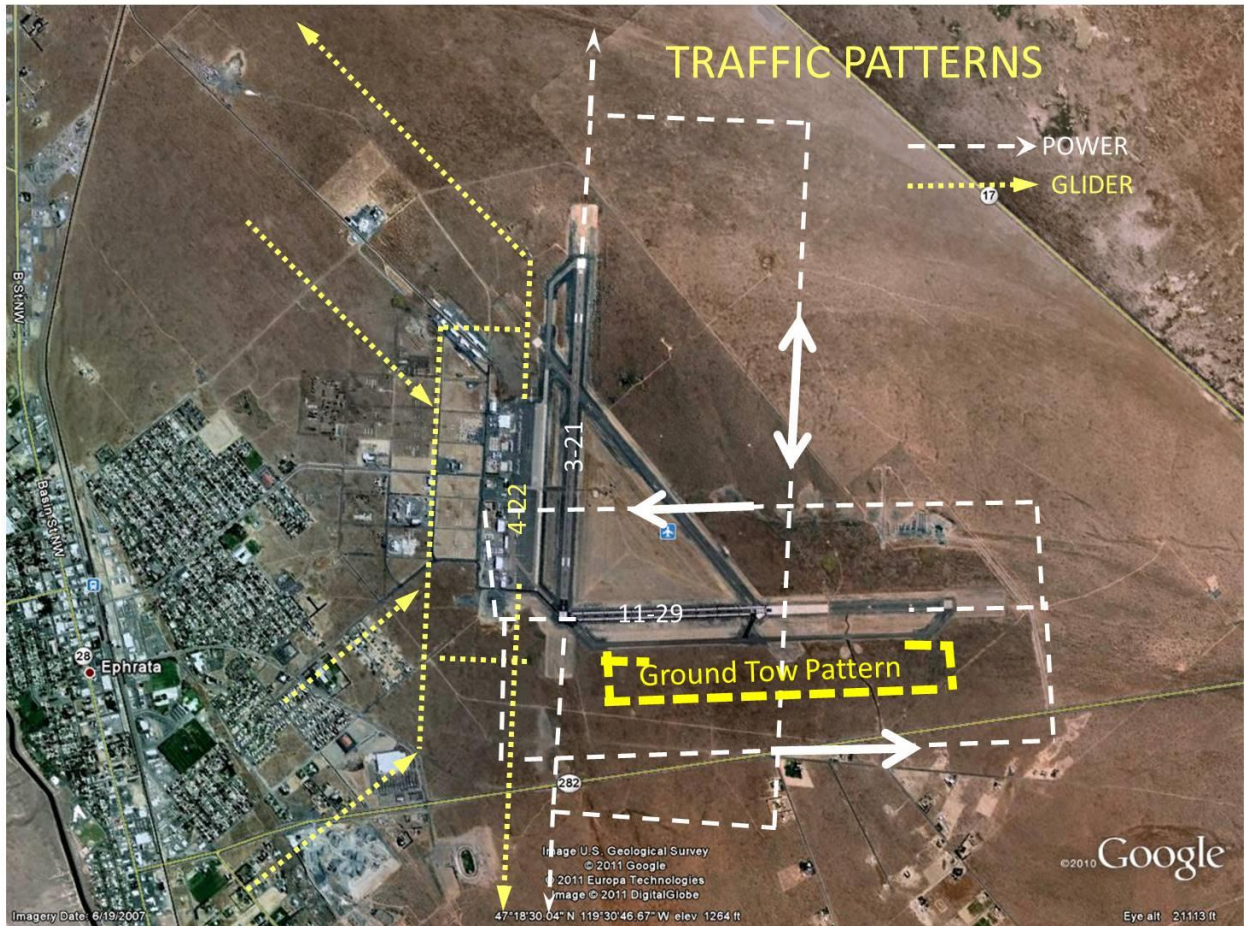 TRAFFIC PATTERNS
POWER
GLIDER
17
B St NW
3-21
4-22
Basin St NW
11-29
28
Ephrata
Ground Tow Pattern
282
Image U.S. Geological Survey
© 2011 Google
© 2011 Europa Technologies
Image © 2011 DigitalGlobe
©2010 Google
Imagery Date: 6/19/2007
47°18'30.04" N 119°30'46.67" W elev 1264 ft
Eye alt 21113 ft